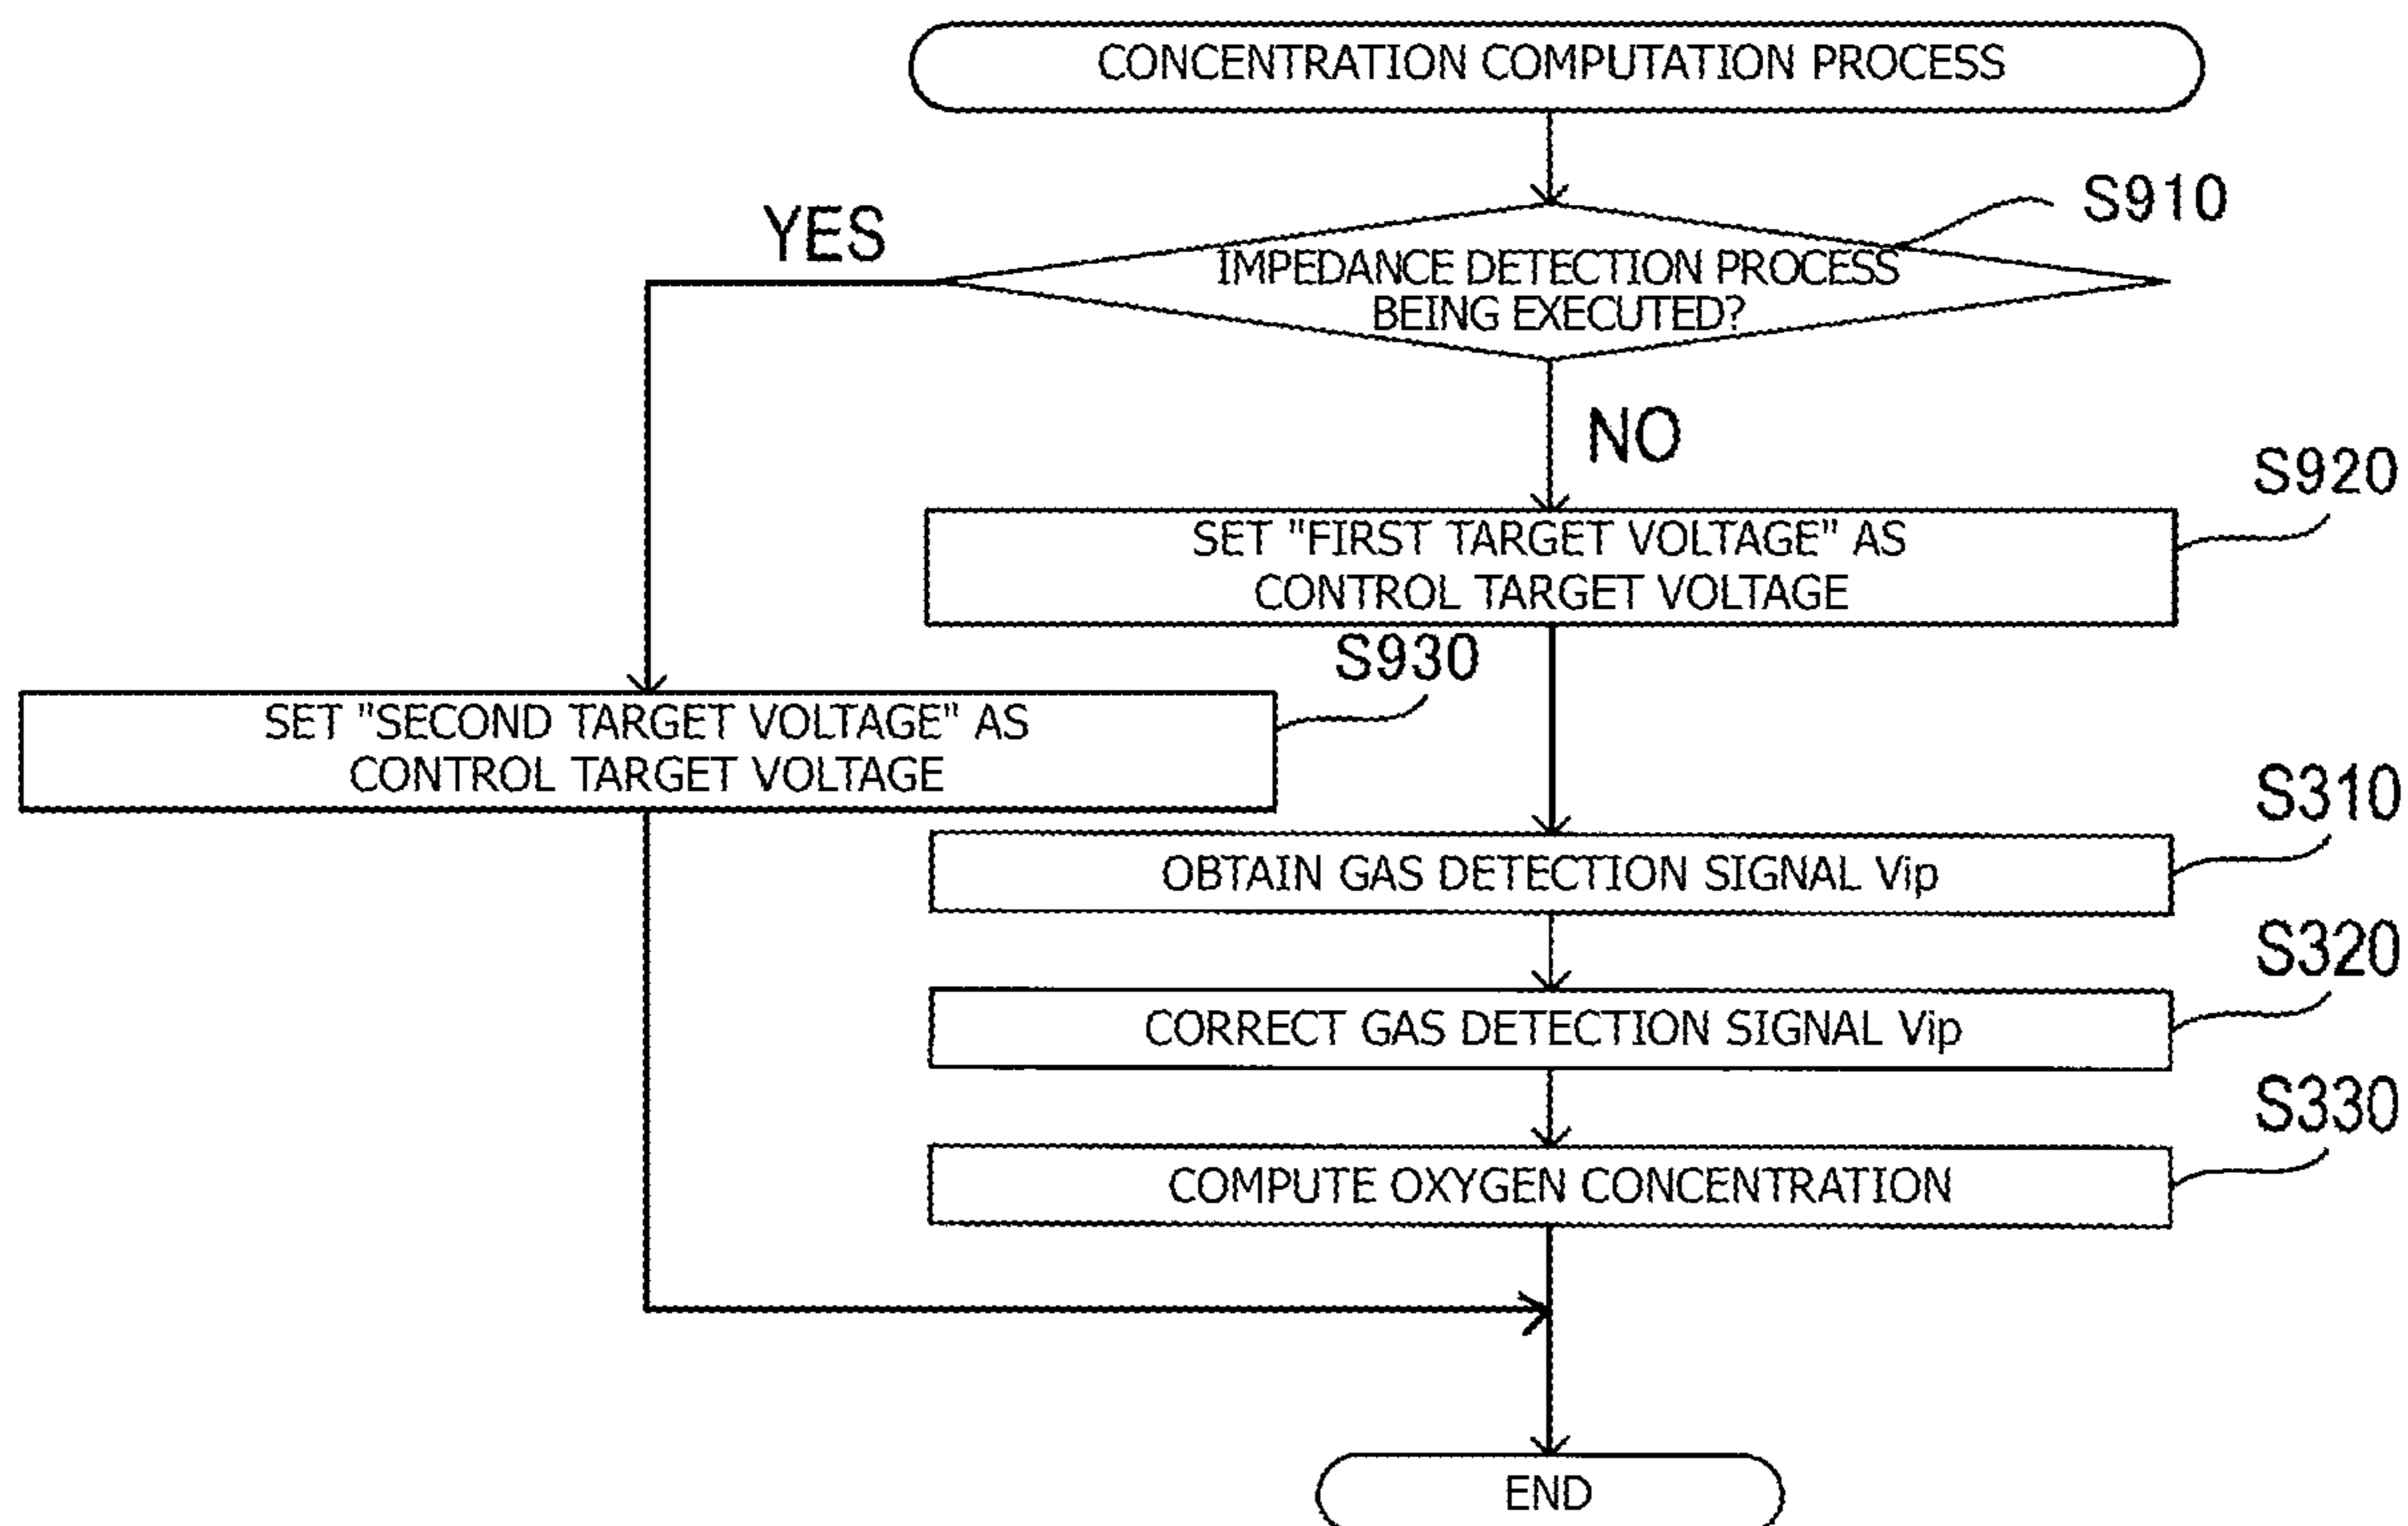 CONCENTRATION COMPUTATION PROCESS
S910
YES
IMPEDANCE DETECTION PROCESS
BEING EXECUTED?
NO
S920
SET "FIRST TARGET VOLTAGE" AS
CONTROL TARGET VOLTAGE
S930
SET "SECOND TARGET VOLTAGE" AS
CONTROL TARGET VOLTAGE
S310
OBTAIN GAS DETECTION SIGNAL Vip
S320
CORRECT GAS DETECTION SIGNAL Vip
S330
COMPUTE OXYGEN CONCENTRATION
END